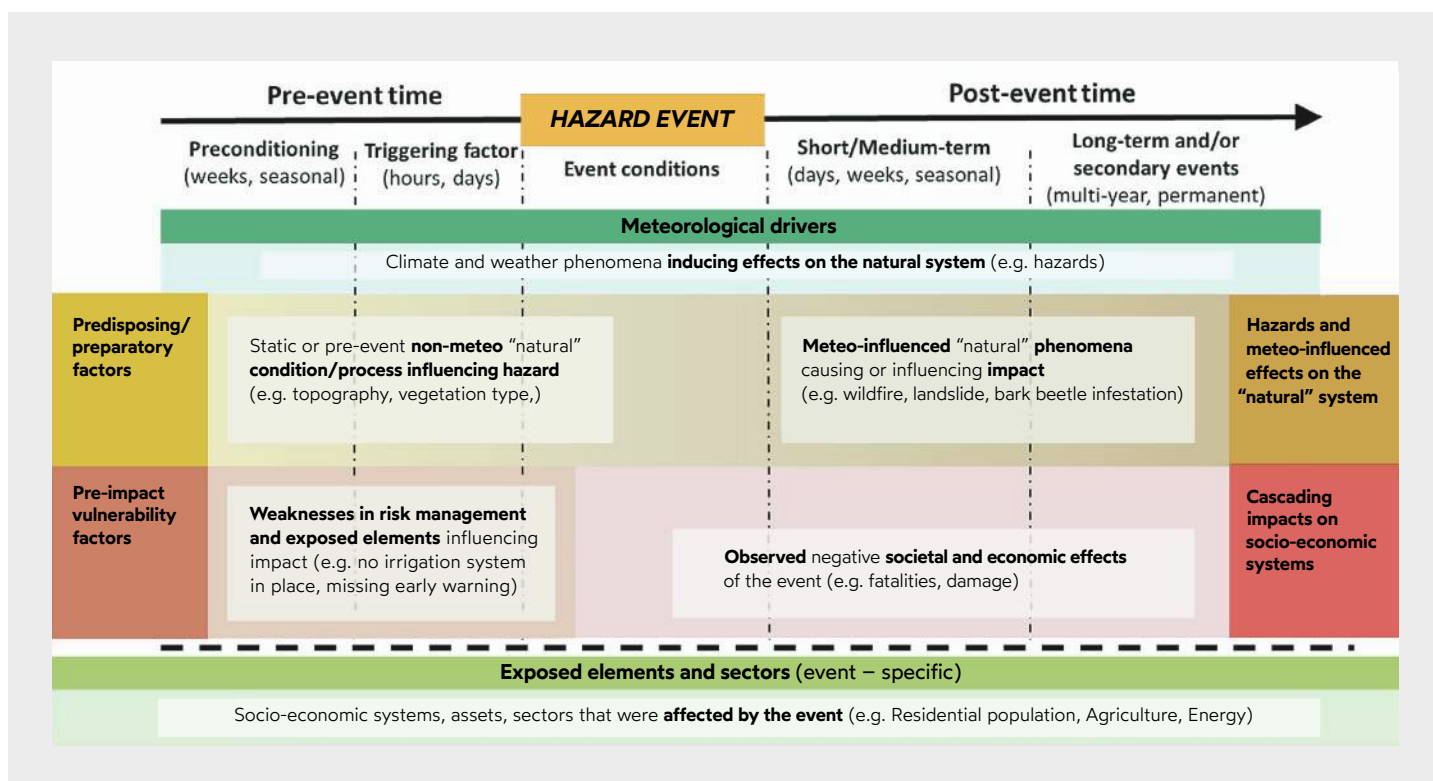 Pre-event time
HAZARD EVENT
Post-event time
Preconditioning
(weeks, seasonal)
Triggering factor
(hours, days)
Event conditions
Short/Medium-term
(days, weeks, seasonal)
Long-term and/or
secondary events
(multi-year, permanent)
Meteorological drivers
Climate and weather phenomena inducing effects on the natural system (e.g. hazards)
Predisposing/
preparatory
factors
Static or pre-event non-meteo “natural”
condition/process influencing hazard
(e.g. topography, vegetation type,)
Meteo-influenced “natural” phenomena
causing or influencing impact
(e.g. wildfire, landslide, bark beetle infestation)
Hazards and
meteo-influenced
effects on the
“natural” system
Pre-impact
vulnerability
factors
Weaknesses in risk management
and exposed elements influencing
impact (e.g. no irrigation system
in place, missing early warning)
Observed negative societal and economic effects
of the event (e.g. fatalities, damage)
Cascading
impacts on
socio-economic
systems
Exposed elements and sectors (event – specific)
Socio-economic systems, assets, sectors that were affected by the event (e.g. Residential population, Agriculture, Energy)